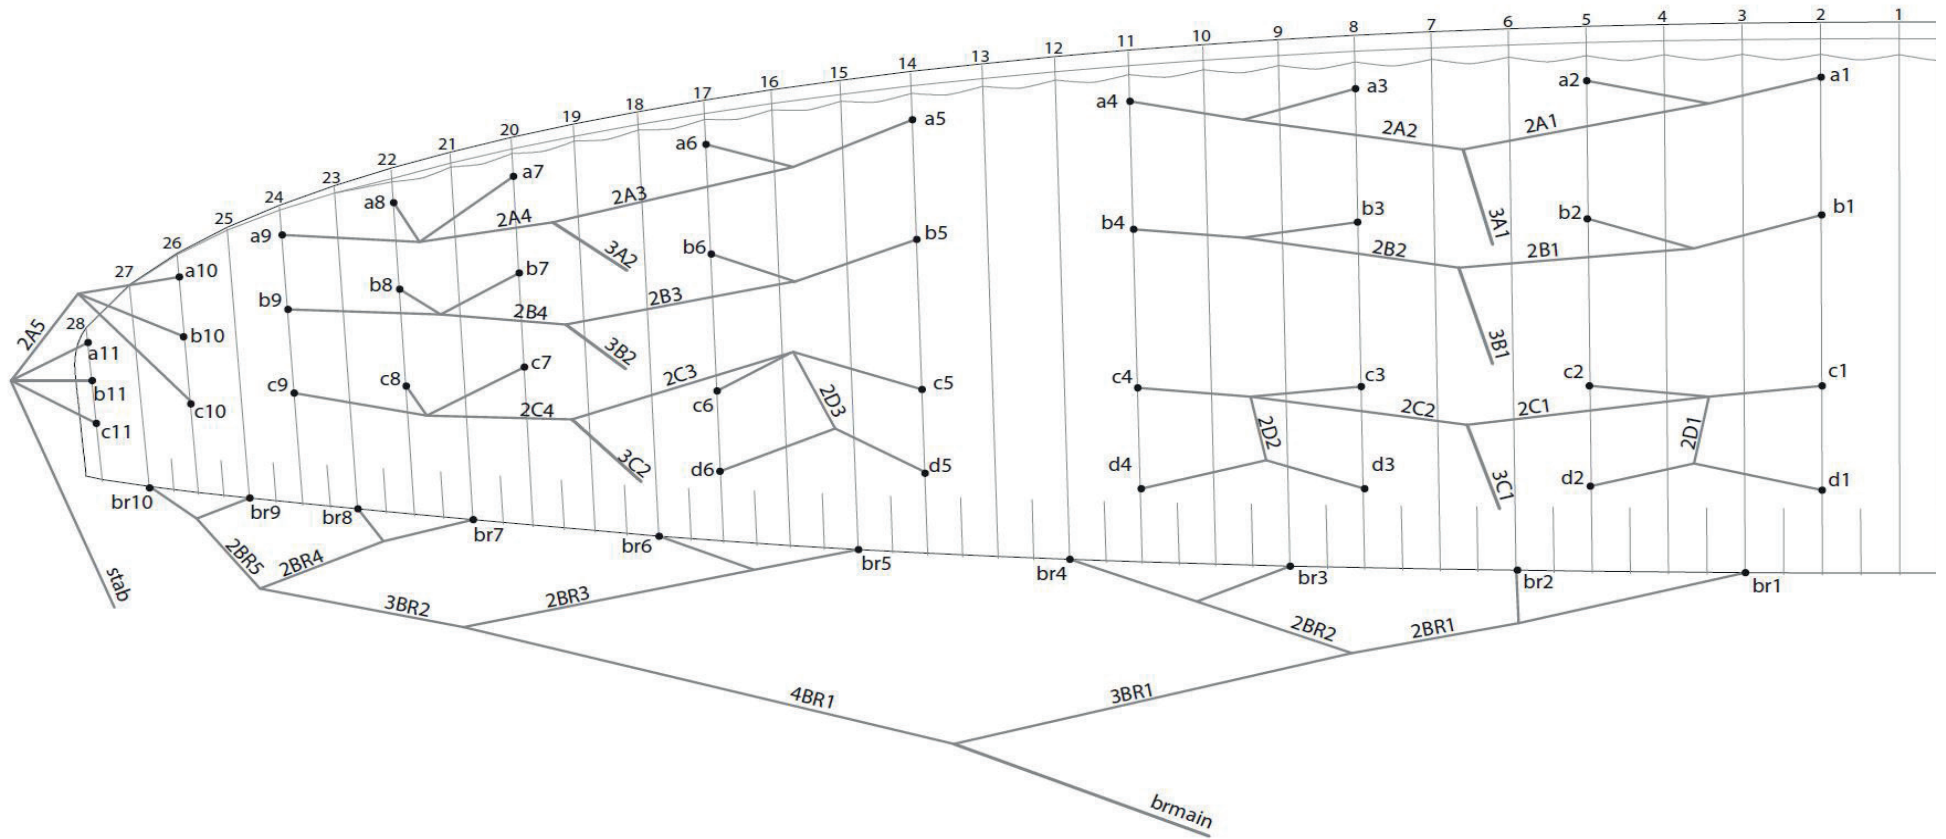 28 27 26 25 24 23 22 21 20 19 18 17 16 15 14 13 12 11 10 9 8 7 6 5 4 3 2 1
a11 a10 a9 a8 a7 a6 a5 a4 a3 a2 a1
2A5 2A4 2A3 2A2 2A1
3A2 3A1
b11 b10 b9 b8 b7 b6 b5 b4 b3 b2 b1
2B4 2B3 2B2 2B1
3B2 3B1
c11 c10 c9 c8 c7 c6 c5 c4 c3 c2 c1
2C4 2C3 2C2 2C1
2D3 2D2 2D1
3C2 3C1
d6 d5 d4 d3 d2 d1
br10 br9 br8 br7 br6 br5 br4 br3 br2 br1
stab 2BR5 2BR4 2BR3 2BR2 2BR1
3BR2 3BR1
4BR1
brmain